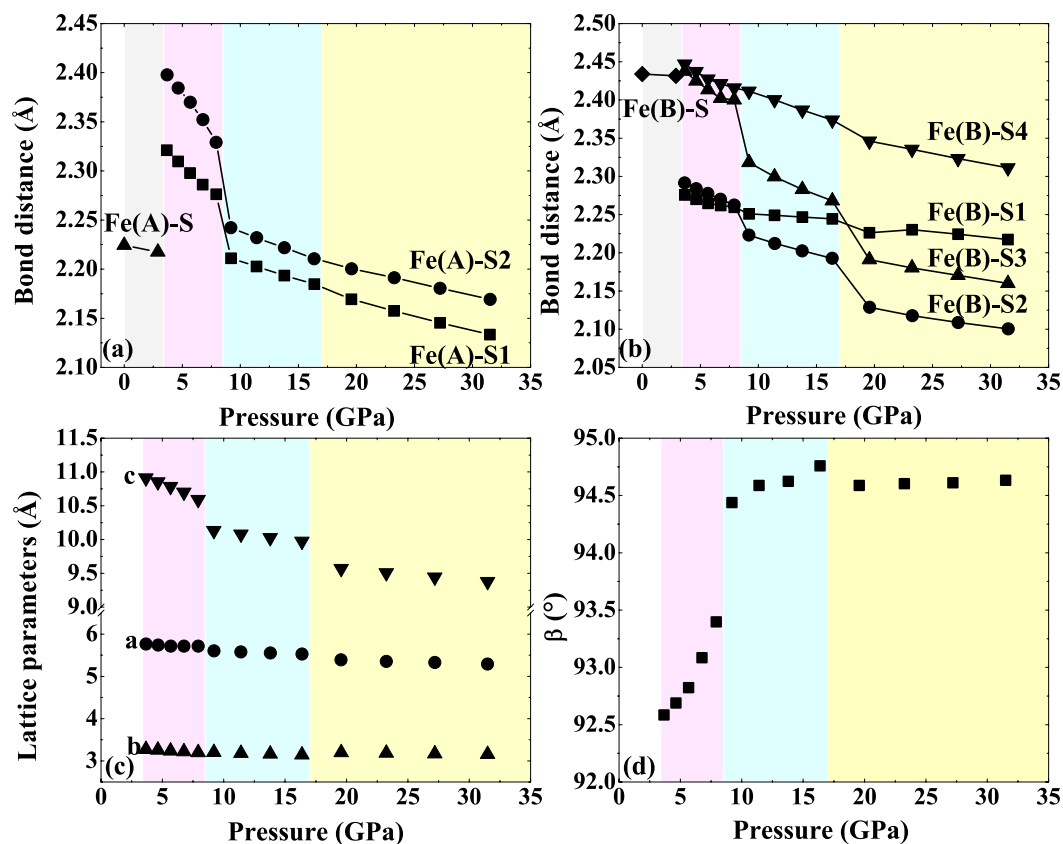 2.45
2.40
2.35
2.30
2.25
2.20
2.15
2.10
Bond distance (Å)
Fe(A)-S
Fe(A)-S2
Fe(A)-S1
(a)
0 5 10 15 20 25 30 35
Pressure (GPa)
2.50
2.45
2.40
2.35
2.30
2.25
2.20
2.15
2.10
2.05
Bond distance (Å)
Fe(B)-S
Fe(B)-S4
Fe(B)-S1
Fe(B)-S3
Fe(B)-S2
(b)
0 5 10 15 20 25 30 35
Pressure (GPa)
11.5
11.0
10.5
10.0
9.5
9.0
6
5
4
3
Lattice parameters (Å)
c
a
b
(c)
0 5 10 15 20 25 30 35
Pressure (GPa)
95.0
94.5
94.0
93.5
93.0
92.5
92.0
β (°)
(d)
0 5 10 15 20 25 30 35
Pressure (GPa)